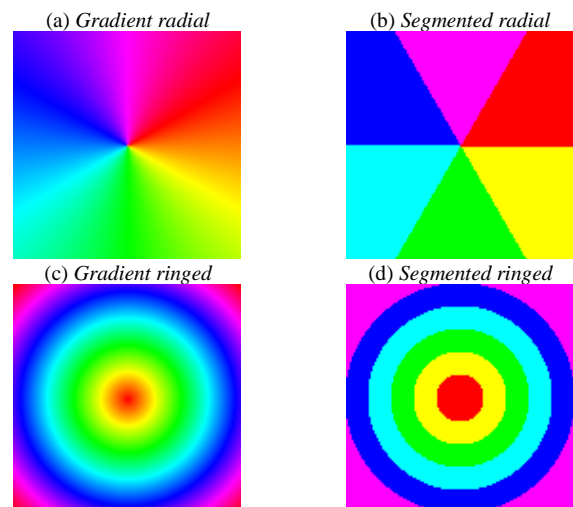 (a) Gradient radial
(b) Segmented radial
(c) Gradient ringed
(d) Segmented ringed